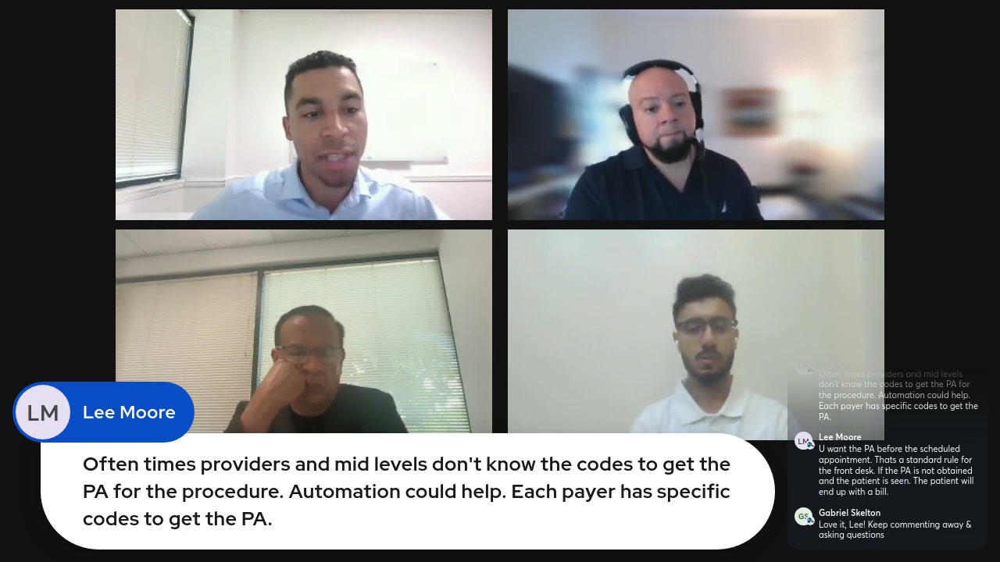 LM
Lee Moore
Often times providers and mid levels don't know the codes to get the
PA for the procedure. Automation could help. Each payer has specific
codes to get the PA.
Often times providers and mid levels
don't know the codes to get the PA for
the procedure. Automation could help.
Each payer has specific codes to get the
PA.
LM
Lee Moore
U want the PA before the scheduled
appointment. Thats a standard rule for
the front desk. If the PA is not obtained
and the patient is seen. The patient will
end up with a bill.
GS
Gabriel Skelton
Love it, Lee! Keep commenting away &
asking questions